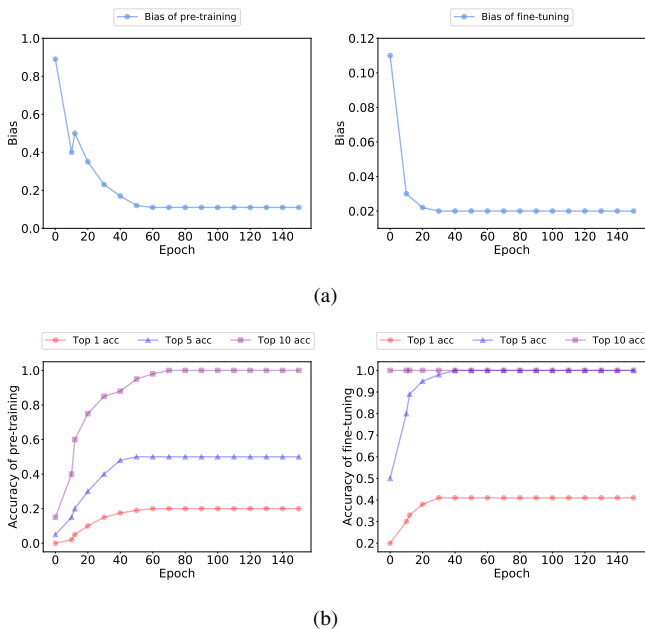 Bias of pre-training
1.0
0.8
0.6
0.4
0.2
0.0
Bias
0 20 40 60 80 100 120 140
Epoch
Bias of fine-tuning
0.12
0.10
0.08
0.06
0.04
0.02
Bias
0 20 40 60 80 100 120 140
Epoch
(a)
Top 1 acc Top 5 acc Top 10 acc
1.0
0.8
0.6
0.4
0.2
0.0
Accuracy of pre-training
0 20 40 60 80 100 120 140
Epoch
Top 1 acc Top 5 acc Top 10 acc
1.0
0.9
0.8
0.7
0.6
0.5
0.4
0.3
0.2
Accuracy of fine-tuning
0 20 40 60 80 100 120 140
Epoch
(b)